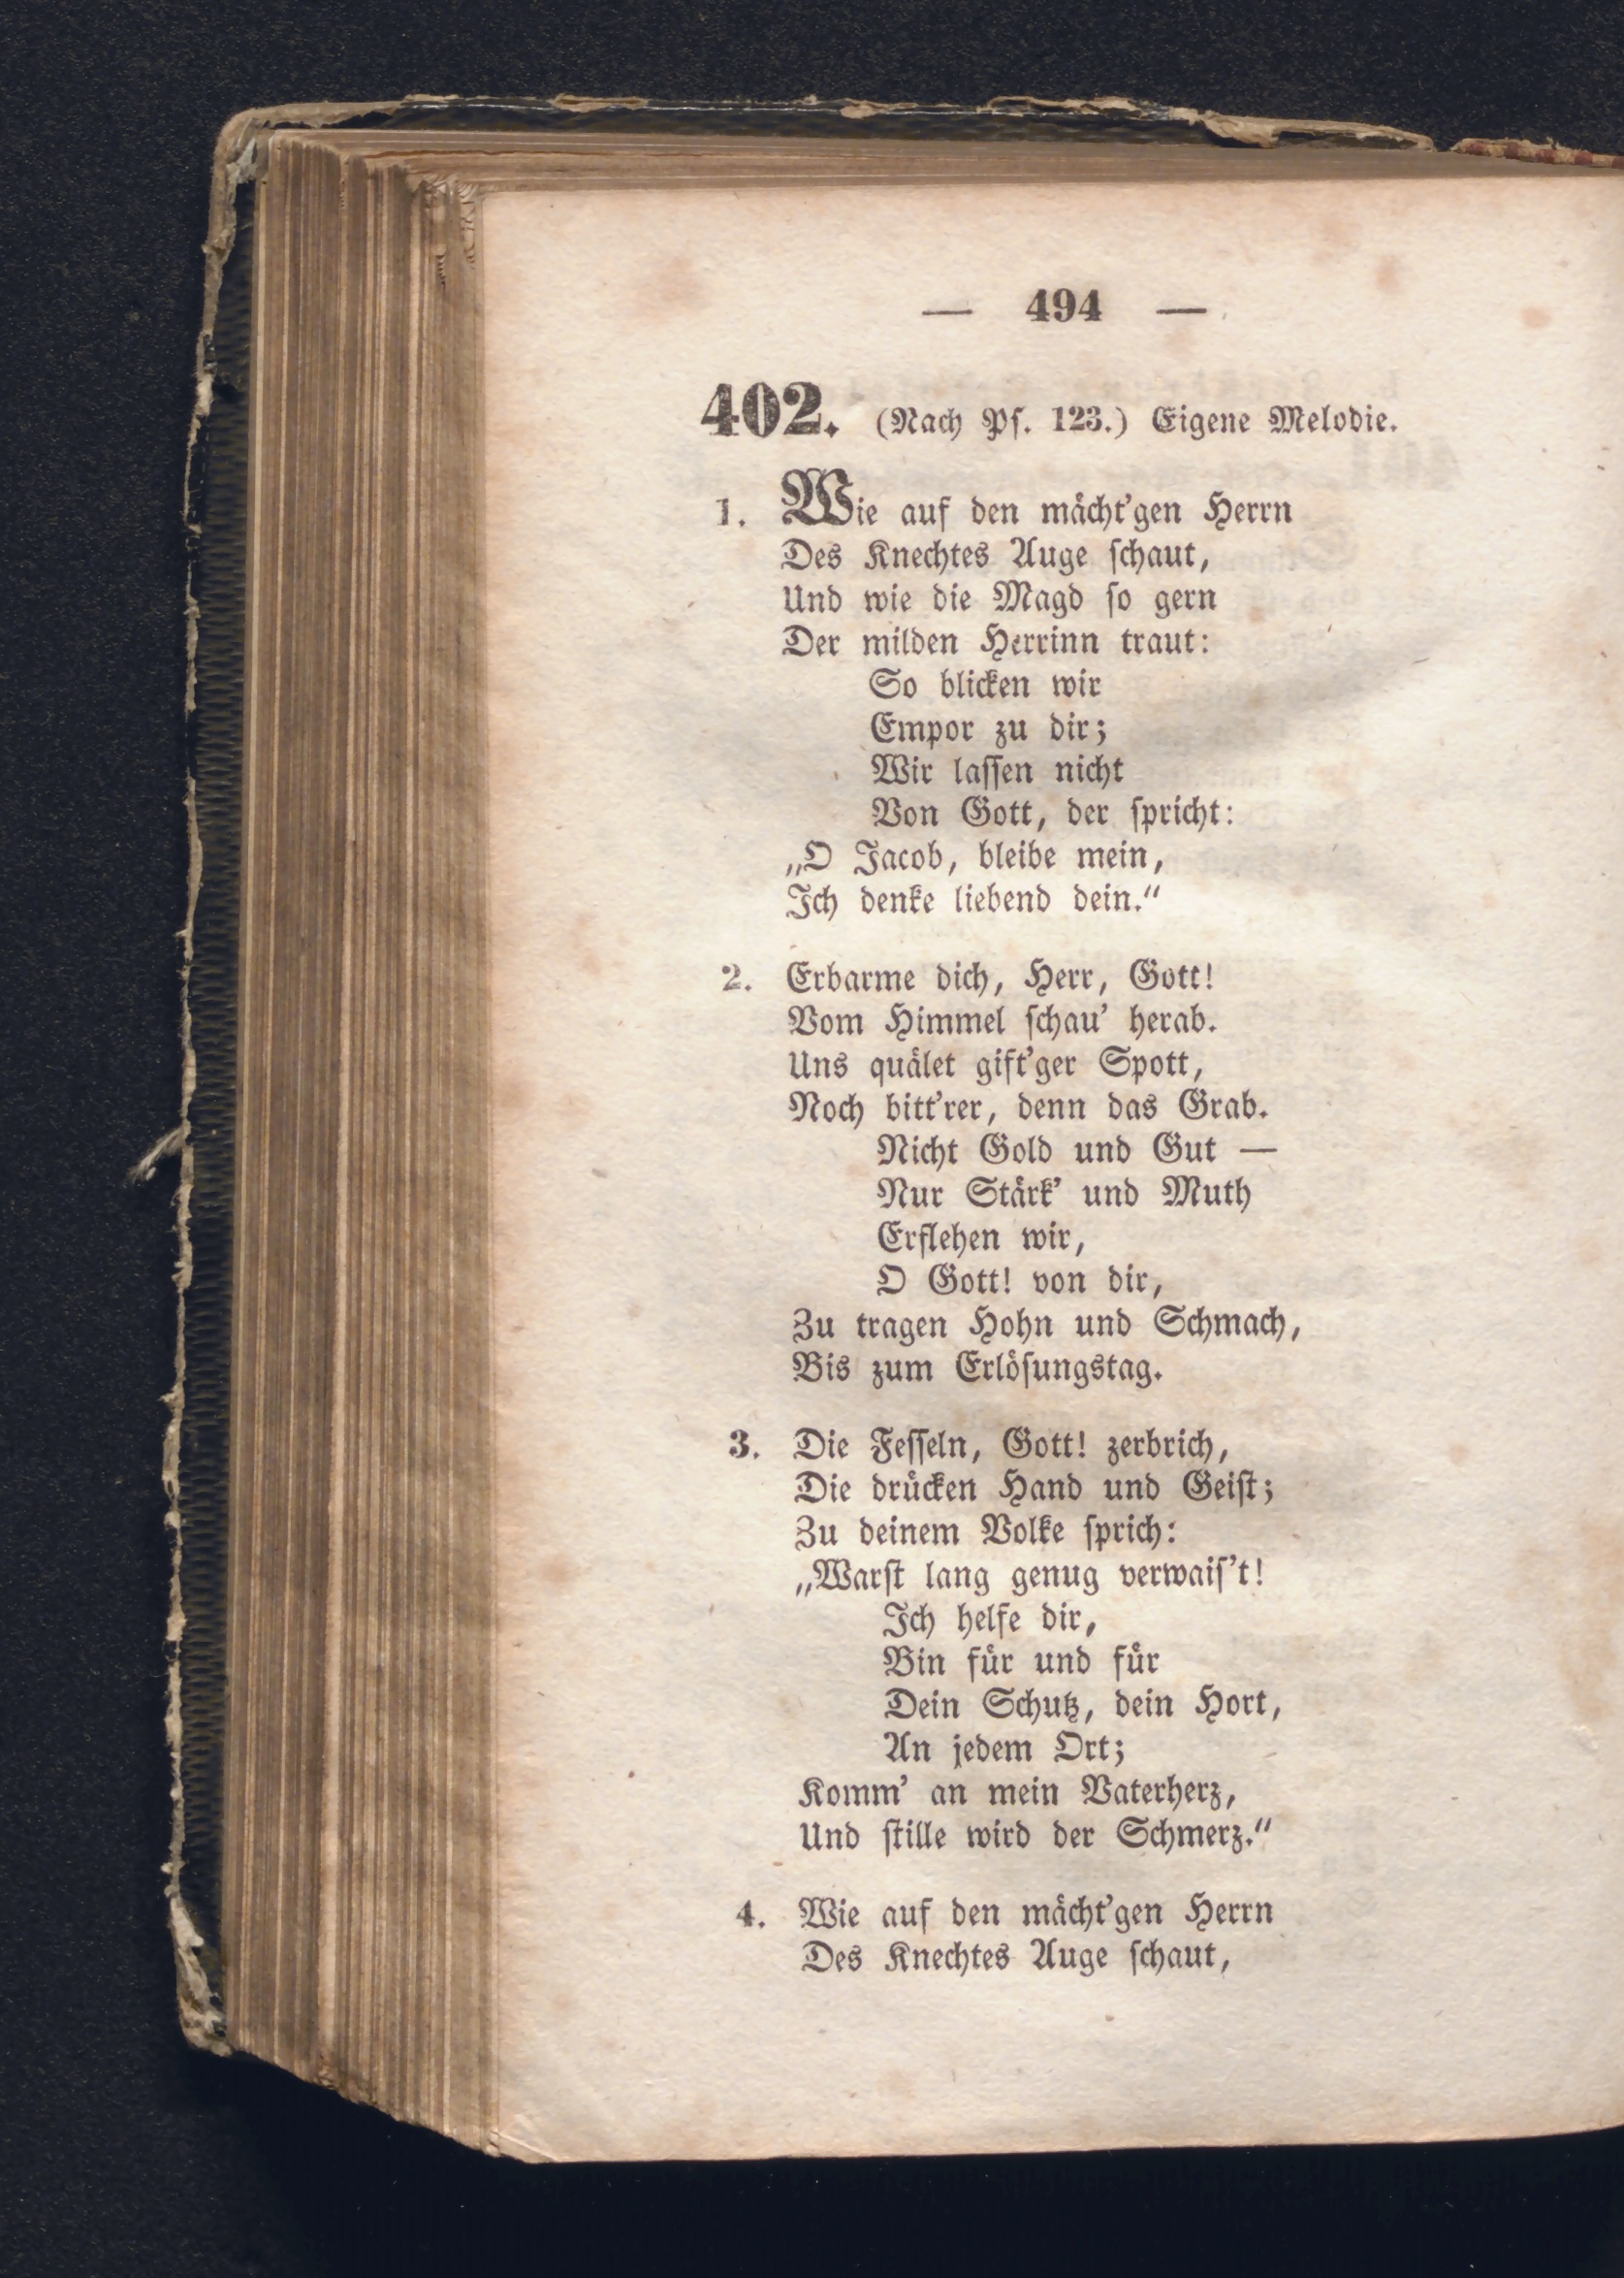 — 494 —
402. (Nach Pſ. 123.) Eigene Melodie.
1. Wie auf den mächt'gen Herrn
Des Knechtes Auge ſchaut,
Und wie die Magd ſo gern
Der milden Herrinn traut:
So blicken wir
Empor zu dir;
Wir laſſen nicht
Von Gott, der ſpricht:
„O Jacob, bleibe mein,
Ich denke liebend dein.“
2. Erbarme dich, Herr, Gott!
Vom Himmel ſchau' herab.
Uns quälet gift'ger Spott,
Noch bitt'rer, denn das Grab.
Nicht Gold und Gut —
Nur Stärk' und Muth
Erflehen wir,
O Gott! von dir,
Zu tragen Hohn und Schmach,
Bis zum Erlöſungstag.
3. Die Feſſeln, Gott! zerbrich,
Die drücken Hand und Geiſt;
Zu deinem Volke ſprich:
„Warſt lang genug verwaiſ't!
Ich helfe dir,
Bin für und für
Dein Schutz, dein Hort,
An jedem Ort;
Komm' an mein Vaterherz,
Und ſtille wird der Schmerz.“
4. Wie auf den mächt'gen Herrn
Des Knechtes Auge ſchaut,